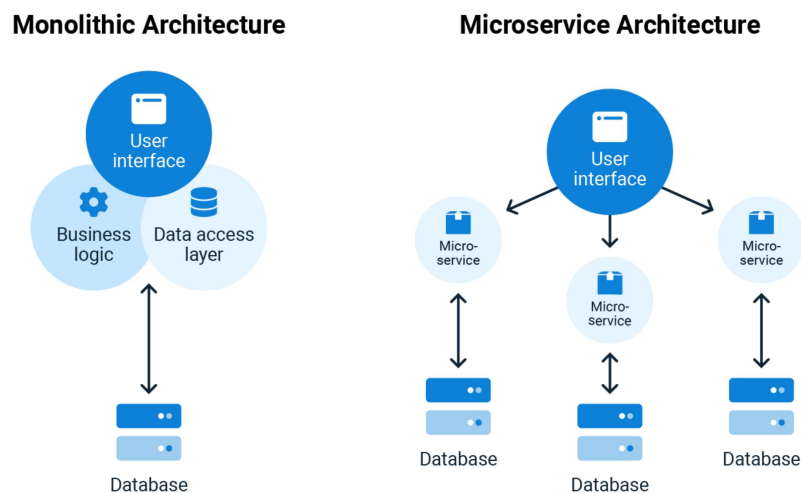 Monolithic Architecture
User
interface
Business
logic
Data access
layer
Database
Microservice Architecture
User
interface
Micro-
service
Micro-
service
Micro-
service
Database
Database
Database